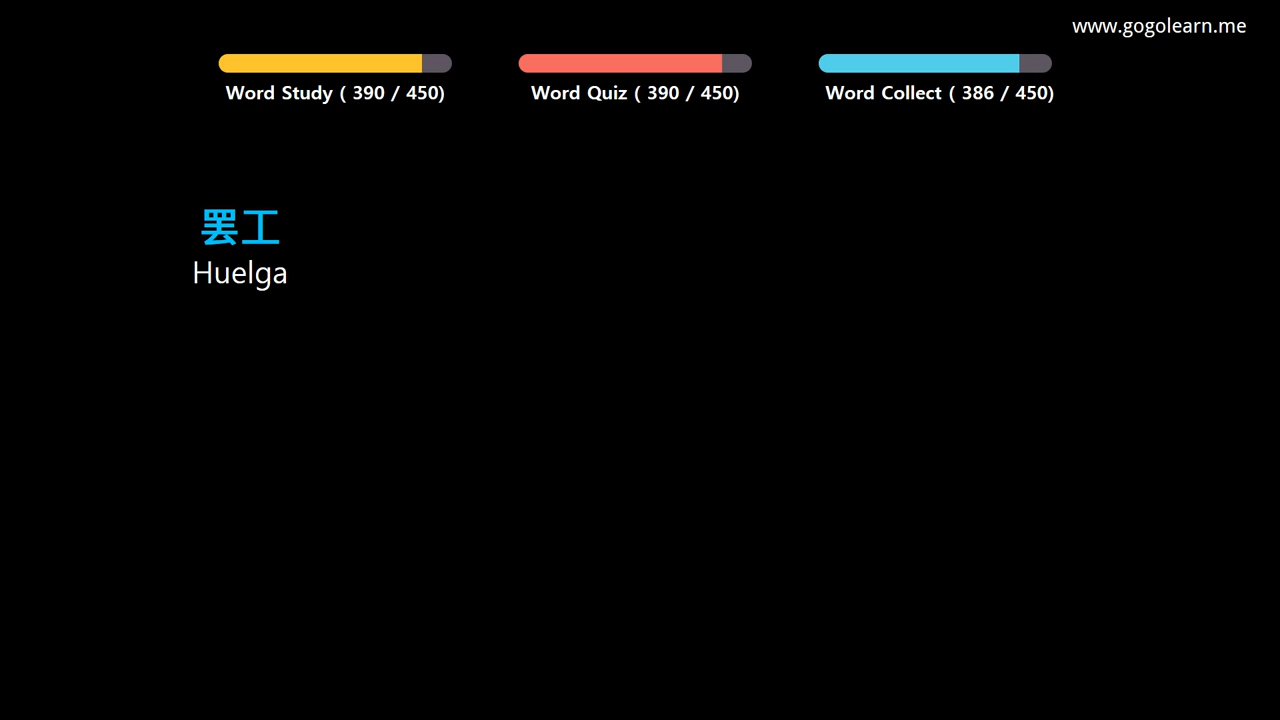 www.gogolearn.me
Word Study ( 390 / 450)
Word Quiz ( 390 / 450)
Word Collect ( 386 / 450)
罢工
Huelga